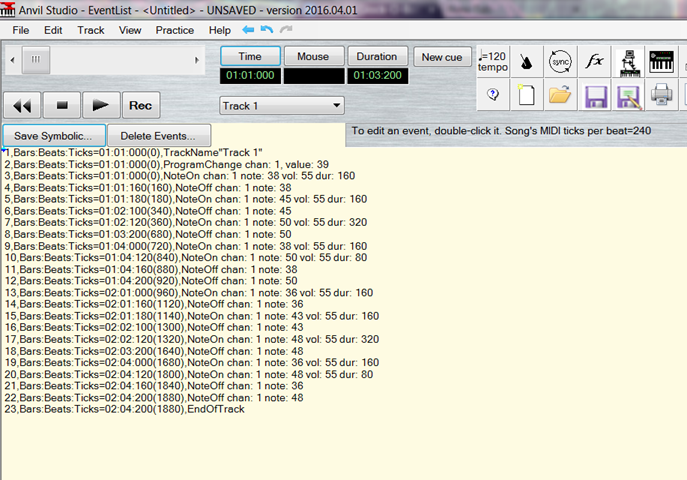 Anvil Studio - EventList - <Untitled> - UNSAVED - version 2016.04.01
File Edit Track View Practice Help
Time Mouse Duration New cue
01:01:000 01:03:200
=120 tempo
sync
fx
Rec
Track 1
Save Symbolic... Delete Events...
To edit an event, double-click it. Song's MIDI ticks per beat=240
1,Bars:Beats:Ticks=01:01:000(0),TrackName"Track 1"
2,Bars:Beats:Ticks=01:01:000(0),ProgramChange chan: 1, value: 39
3,Bars:Beats:Ticks=01:01:000(0),NoteOn chan: 1 note: 38 vol: 55 dur: 160
4,Bars:Beats:Ticks=01:01:160(160),NoteOff chan: 1 note: 38
5,Bars:Beats:Ticks=01:01:180(180),NoteOn chan: 1 note: 45 vol: 55 dur: 160
6,Bars:Beats:Ticks=01:02:100(340),NoteOff chan: 1 note: 45
7,Bars:Beats:Ticks=01:02:120(360),NoteOn chan: 1 note: 50 vol: 55 dur: 320
8,Bars:Beats:Ticks=01:03:200(680),NoteOff chan: 1 note: 50
9,Bars:Beats:Ticks=01:04:000(720),NoteOn chan: 1 note: 38 vol: 55 dur: 160
10,Bars:Beats:Ticks=01:04:120(840),NoteOn chan: 1 note: 50 vol: 55 dur: 80
11,Bars:Beats:Ticks=01:04:160(880),NoteOff chan: 1 note: 38
12,Bars:Beats:Ticks=01:04:200(920),NoteOff chan: 1 note: 50
13,Bars:Beats:Ticks=02:01:000(960),NoteOn chan: 1 note: 36 vol: 55 dur: 160
14,Bars:Beats:Ticks=02:01:160(1120),NoteOff chan: 1 note: 36
15,Bars:Beats:Ticks=02:01:180(1140),NoteOn chan: 1 note: 43 vol: 55 dur: 160
16,Bars:Beats:Ticks=02:02:100(1300),NoteOff chan: 1 note: 43
17,Bars:Beats:Ticks=02:02:120(1320),NoteOn chan: 1 note: 48 vol: 55 dur: 320
18,Bars:Beats:Ticks=02:03:200(1640),NoteOff chan: 1 note: 48
19,Bars:Beats:Ticks=02:04:000(1680),NoteOn chan: 1 note: 36 vol: 55 dur: 160
20,Bars:Beats:Ticks=02:04:120(1800),NoteOn chan: 1 note: 48 vol: 55 dur: 80
21,Bars:Beats:Ticks=02:04:160(1840),NoteOff chan: 1 note: 36
22,Bars:Beats:Ticks=02:04:200(1880),NoteOff chan: 1 note: 48
23,Bars:Beats:Ticks=02:04:200(1880),EndOfTrack